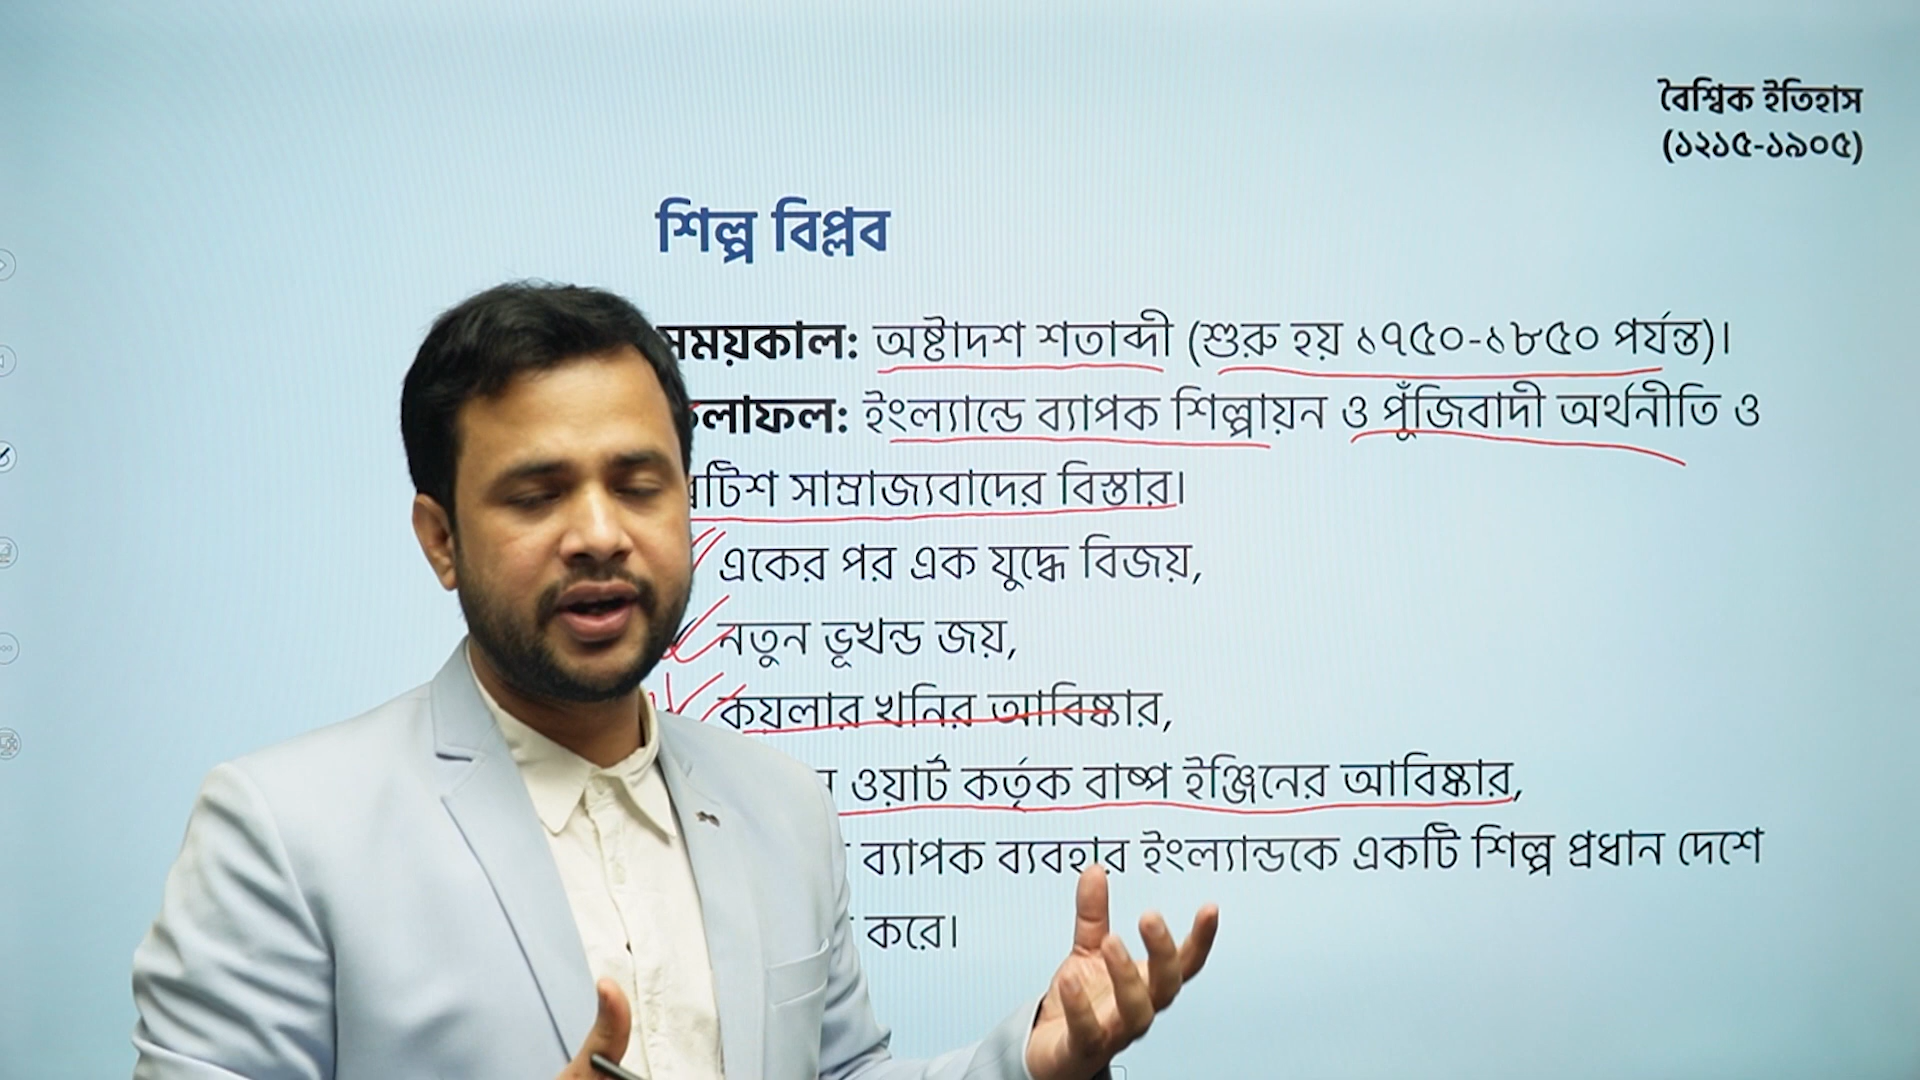 বৈশ্বিক ইতিহাস
(১২১৫-১৯০৫)
শিল্প বিপ্লব
সময়কাল: অষ্টাদশ শতাব্দী (শুরু হয় ১৭৫০-১৮৫০ পর্যন্ত)।
ইংল্যান্ডে ব্যাপক শিল্পায়ন ও পুঁজিবাদী অর্থনীতি ও
সাম্রাজ্যবাদের বিস্তার।
একের পর এক যুদ্ধে বিজয়,
নতুন ভূখন্ড জয়,
কয়লার খনির আবিষ্কার,
ওয়ার্ট কর্তৃক বাষ্প ইঞ্জিনের আবিষ্কার,
ব্যাপক ব্যবহার ইংল্যান্ডকে একটি শিল্প প্রধান দেশে
করে।